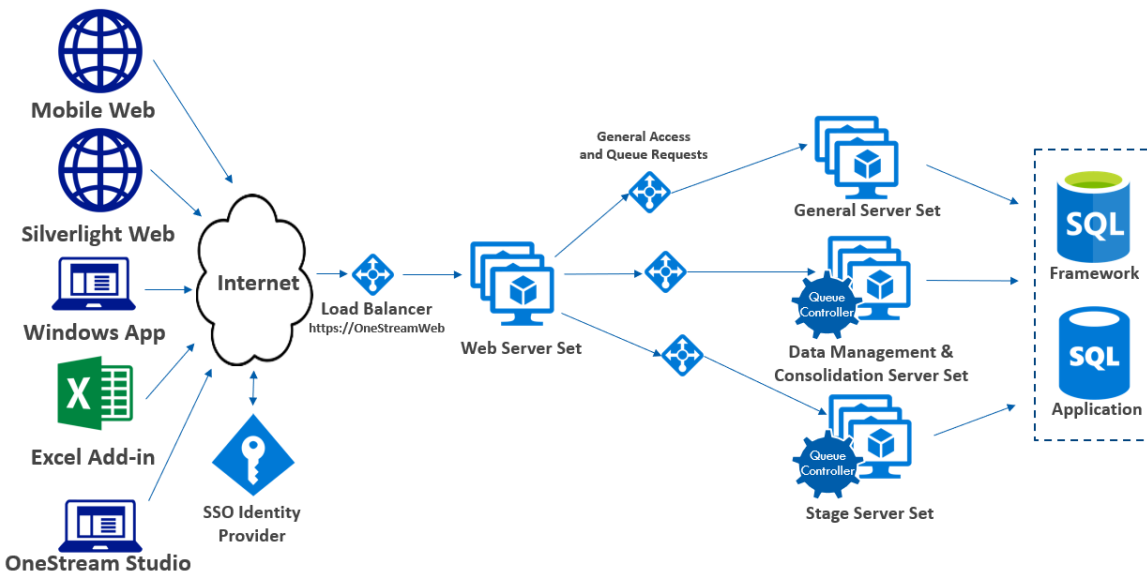 Mobile Web
Silverlight Web
Windows App
Excel Add-in
OneStream Studio
Internet
SSO Identity
Provider
Load Balancer
https://OneStreamWeb
Web Server Set
General Access
and Queue Requests
General Server Set
Queue
Controller
Data Management &
Consolidation Server Set
Queue
Controller
Stage Server Set
SQL
Framework
SQL
Application